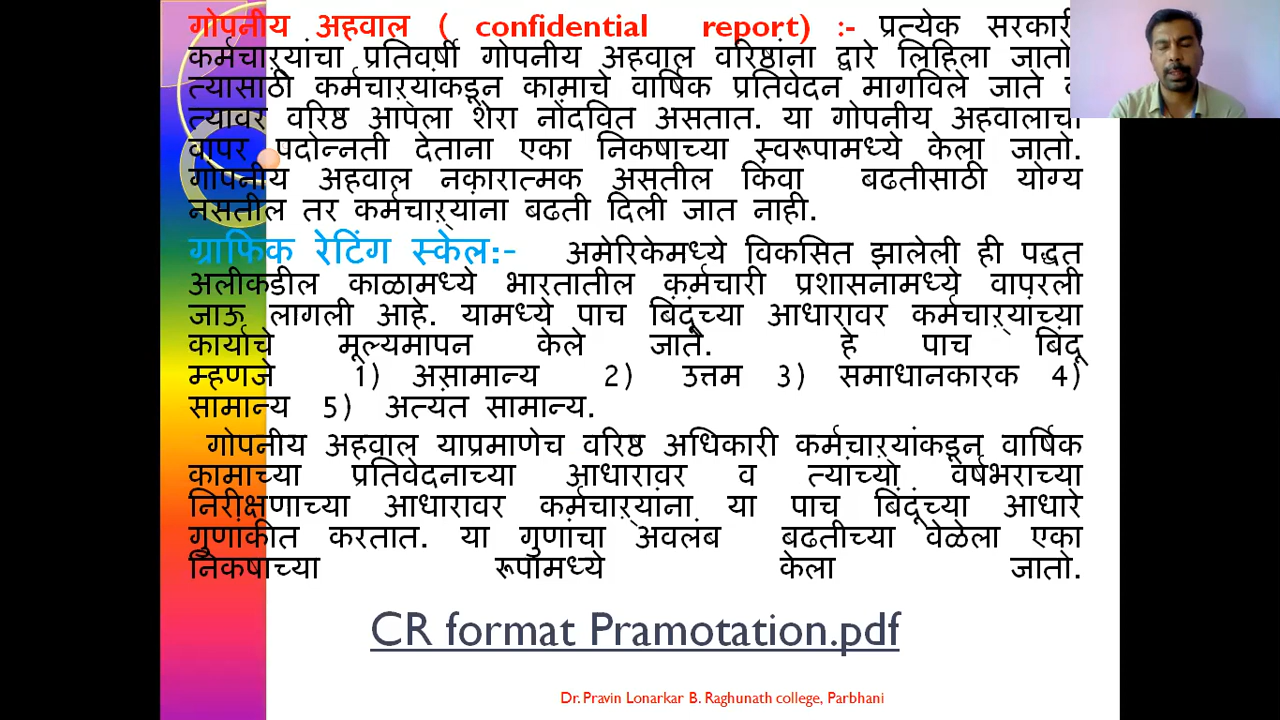 गोपनीय अहवाल ( confidential report) :- प्रत्येक सरकारी
कर्मचाऱ्यांचा प्रतिवर्षी गोपनीय अहवाल वरिष्ठांना द्वारे लिहिला जातो
त्यासाठी कर्मचाऱ्यांकडून कामाचे वार्षिक प्रतिवेदन मागविले जाते
त्यावर वरिष्ठ आपला शेरा नोंदवित असतात. या गोपनीय अहवालाचा
वापर पदोन्नती देताना एका निकषाच्या स्वरूपामध्ये केला जातो.
गोपनीय अहवाल नकारात्मक असतील किंवा बढतीसाठी योग्य
नसतील तर कर्मचाऱ्यांना बढती दिली जात नाही.
ग्राफिक रेटिंग स्केल:- अमेरिकेमध्ये विकसित झालेली ही पद्धत
अलीकडील काळामध्ये भारतातील कर्मचारी प्रशासनामध्ये वापरली
जाऊ लागली आहे. यामध्ये पाच बिंदूंच्या आधारावर कर्मचाऱ्यांच्या
कार्याचे मूल्यमापन केले जाते. हे पाच बिंदू
म्हणजे 1) असामान्य 2) उत्तम 3) समाधानकारक 4)
सामान्य 5) अत्यंत सामान्य.
गोपनीय अहवाल याप्रमाणेच वरिष्ठ अधिकारी कर्मचाऱ्यांकडून वार्षिक
कामाच्या प्रतिवेदनाच्या आधारावर व त्यांच्या वर्षभराच्या
निरीक्षणाच्या आधारावर कर्मचाऱ्यांना या पाच बिंदूंच्या आधारे
गुणांकीत करतात. या गुणांचा अवलंब बढतीच्या वेळेला एका
निकषाच्या रूपामध्ये केला जातो.
CR format Pramotation.pdf
Dr. Pravin Lonarkar B. Raghunath college, Parbhani